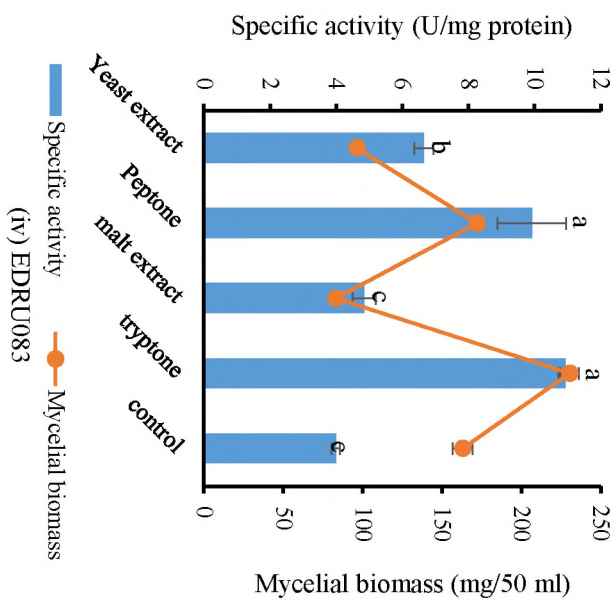 Specific activity (U/mg protein)
0 2 4 6 8 10 12
b
a
c
a
e
Yeast extract
Peptone
malt extract
tryptone
control
0 50 100 150 200 250
Mycelial biomass (mg/50 ml)
Specific activity
Mycelial biomass
(iv) EDRU083